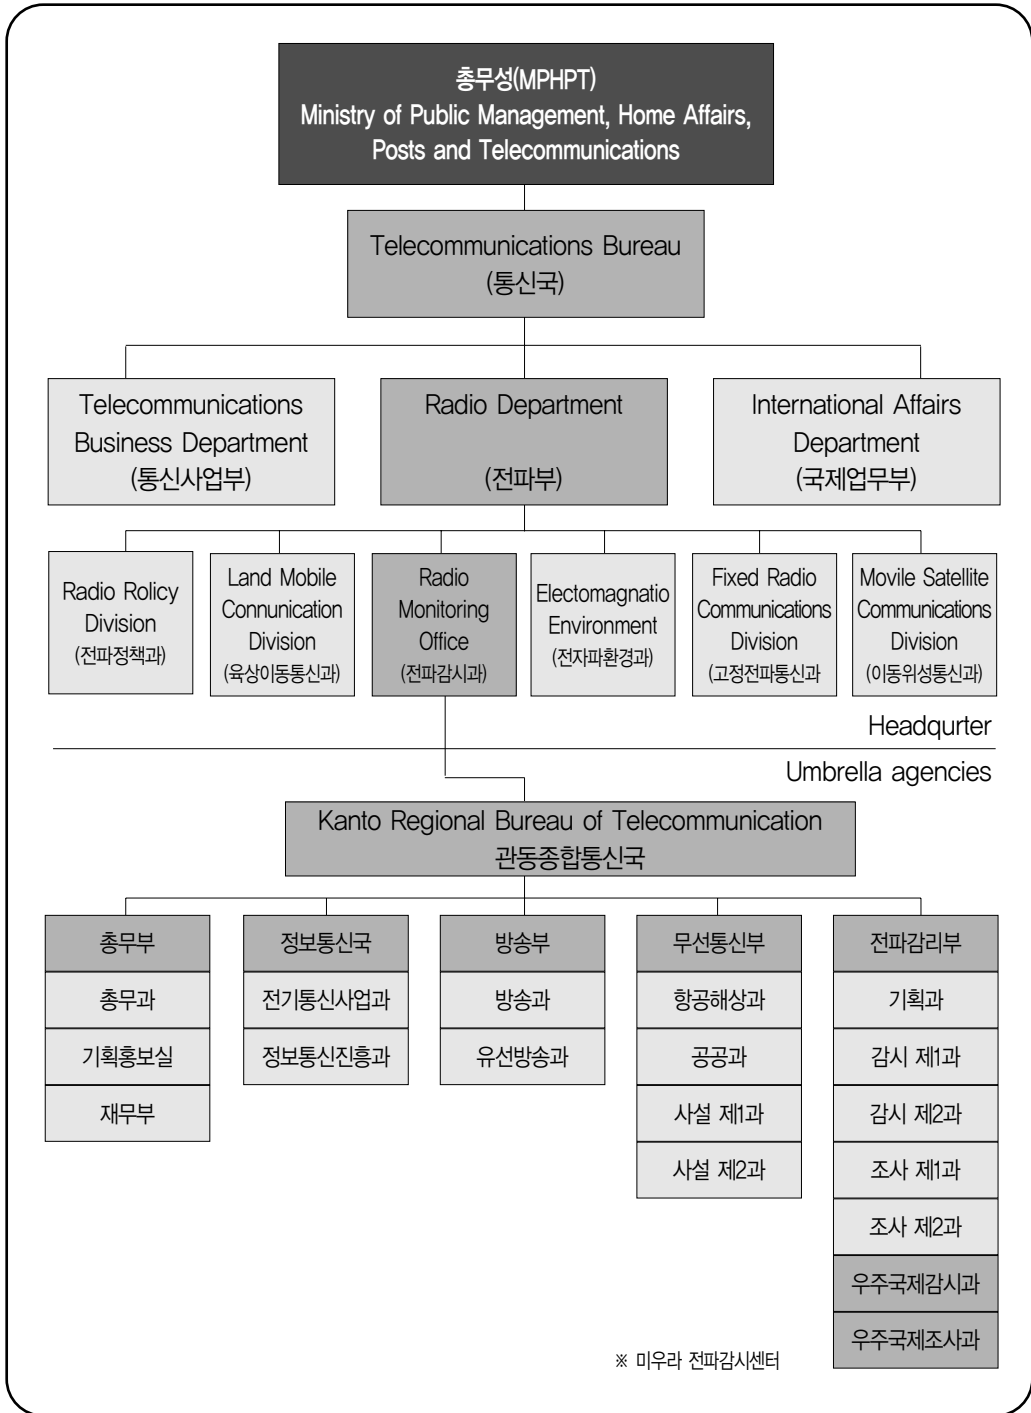 총무성(MPHPT)
Ministry of Public Management, Home Affairs,
Posts and Telecommunications
Telecommunications Bureau
(통신국)
Telecommunications
Business Department
(통신사업부)
Radio Department
(전파부)
International Affairs
Department
(국제업무부)
Radio Rolicy
Division
(전파정책과)
Land Mobile
Connunication
Division
(육상이동통신과)
Radio
Monitoring
Office
(전파감시과)
Electomagnatio
Environment
(전자파환경과)
Fixed Radio
Communications
Division
(고정전파통신과
Movile Satellite
Communications
Division
(이동위성통신과)
Headqurter
Umbrella agencies
Kanto Regional Bureau of Telecommunication
관동종합통신국
총무부
총무과
기획홍보실
재무부
정보통신국
전기통신사업과
정보통신진흥과
방송부
방송과
유선방송과
무선통신부
항공해상과
공공과
사설 제1과
사설 제2과
전파감리부
기획과
감시 제1과
감시 제2과
조사 제1과
조사 제2과
우주국제감시과
우주국제조사과
※ 미우라 전파감시센터